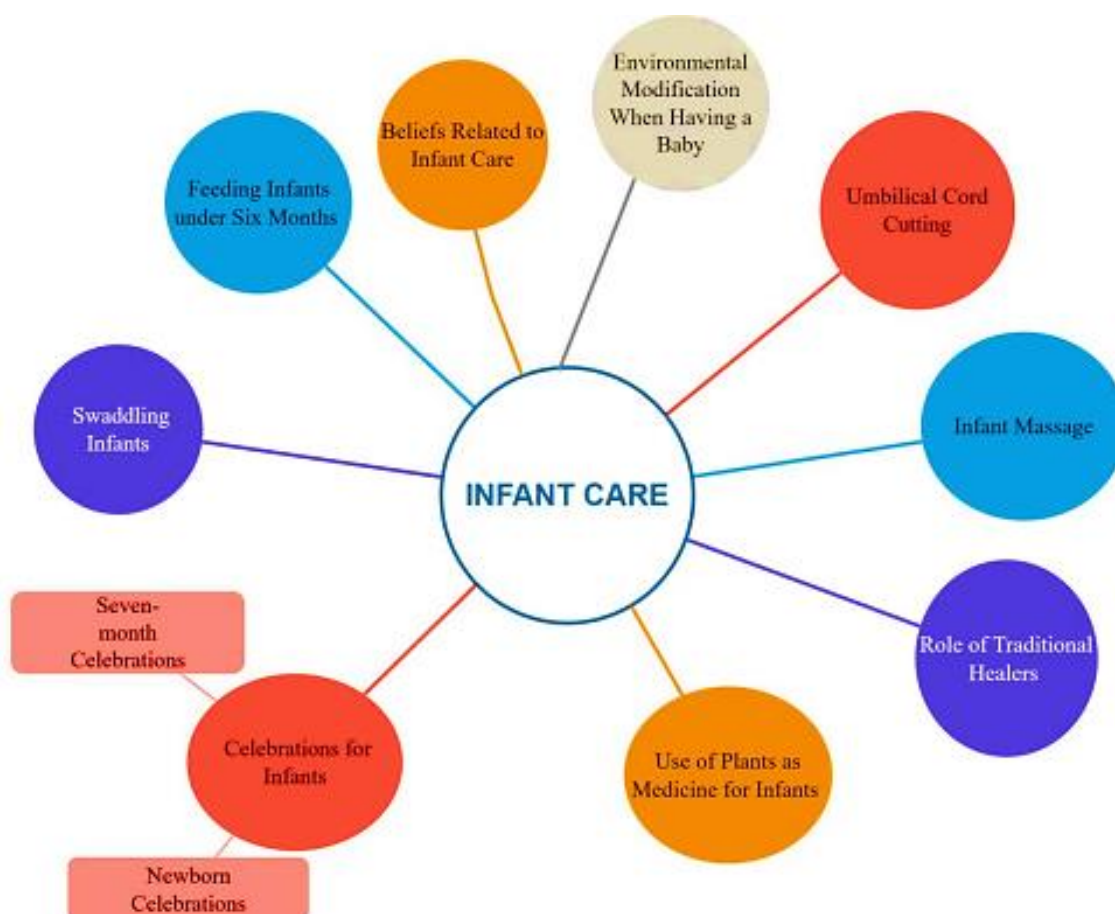 Environmental
Modification
When Having a
Baby
Beliefs Related to
Infant Care
Umbilical Cord
Cutting
Feeding Infants
under Six Months
Infant Massage
Swaddling
Infants
INFANT CARE
Role of Traditional
Healers
Seven-
month
Celebrations
Celebrations for
Infants
Use of Plants as
Medicine for Infants
Newborn
Celebrations